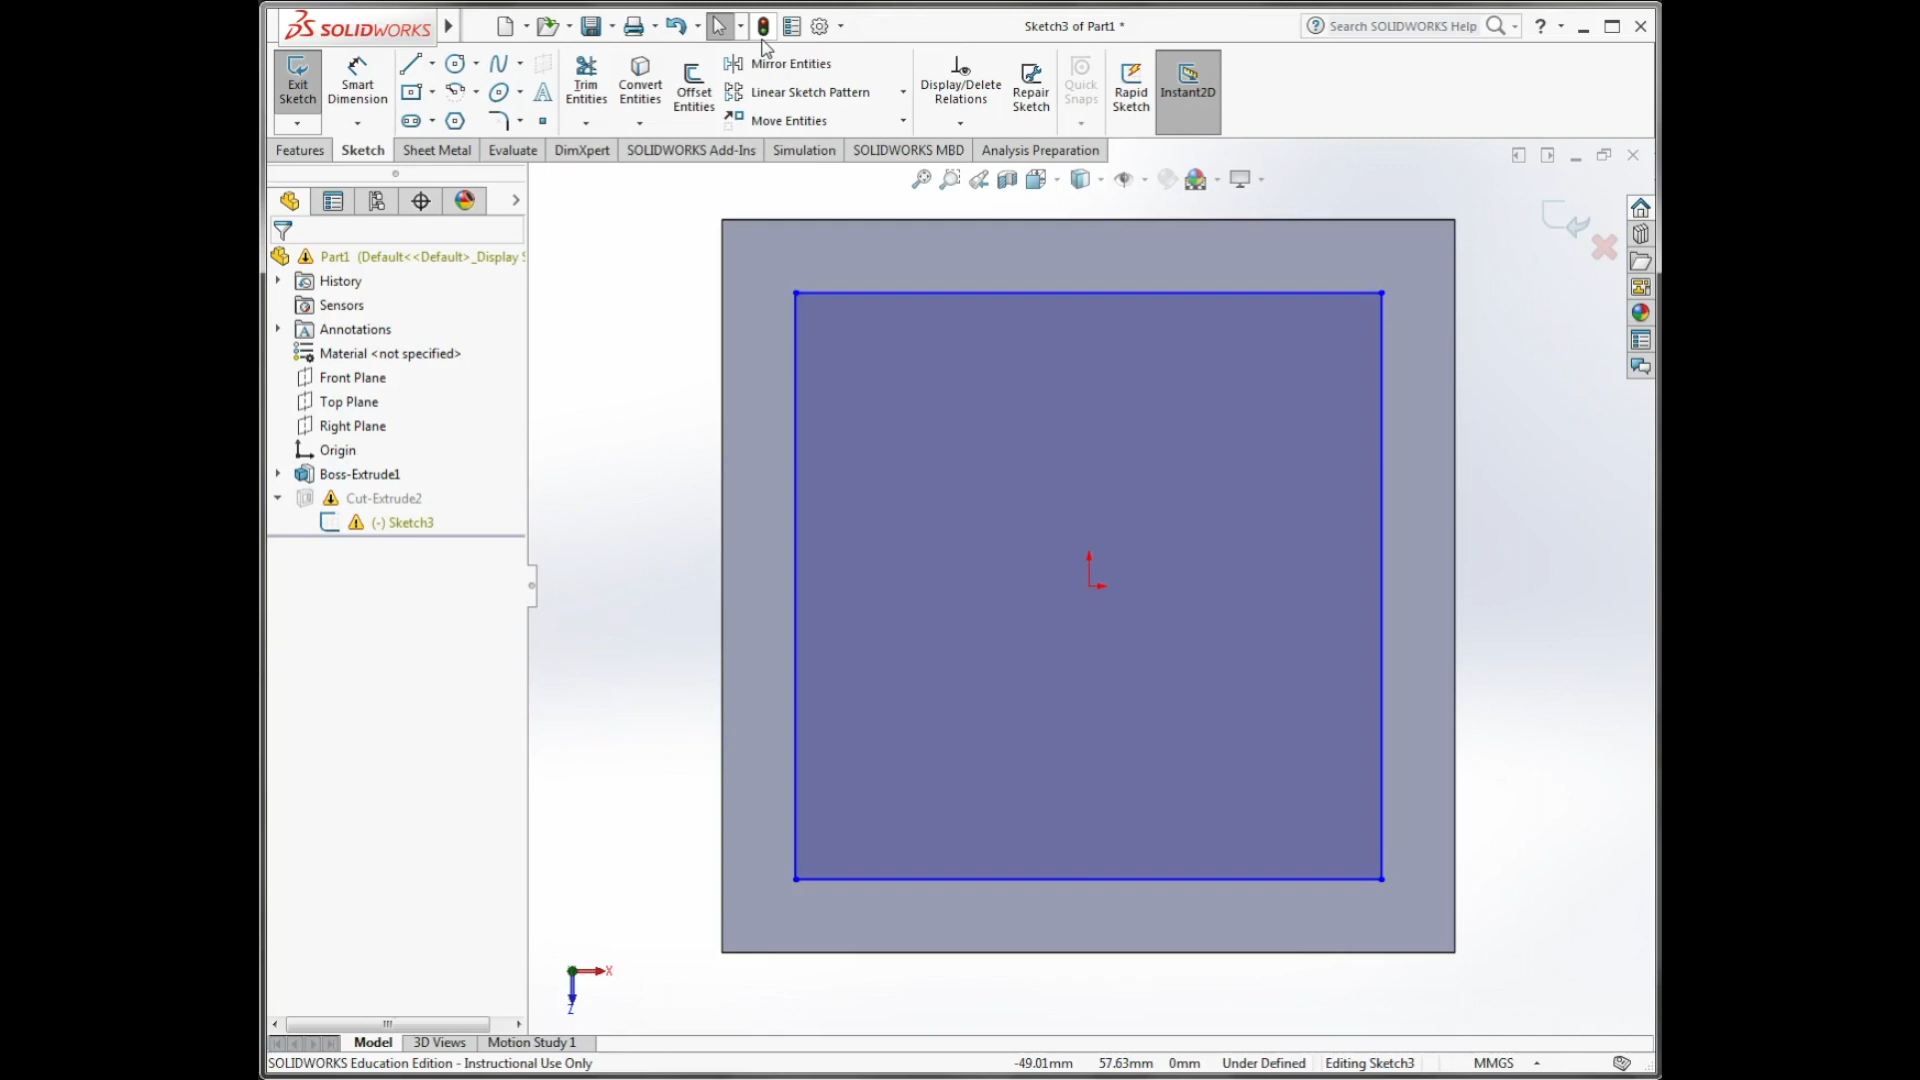 SOLIDWORKS
Sketch3 of Part1 *
Search SOLIDWORKS Help
?
Exit Sketch
Smart Dimension
Trim Entities
Convert Entities
Offset Entities
Mirror Entities
Linear Sketch Pattern
Move Entities
Display/Delete Relations
Repair Sketch
Quick Snaps
Rapid Sketch
Instant2D
Features
Sketch
Sheet Metal
Evaluate
DimXpert
SOLIDWORKS Add-Ins
Simulation
SOLIDWORKS MBD
Analysis Preparation
Part1 (Default<<Default>_Display S
History
Sensors
Annotations
Material <not specified>
Front Plane
Top Plane
Right Plane
Origin
Boss-Extrude1
Cut-Extrude2
(-) Sketch3
X
Z
Model
3D Views
Motion Study 1
SOLIDWORKS Education Edition - Instructional Use Only
-49.01mm
57.63mm
0mm
Under Defined
Editing Sketch3
MMGS